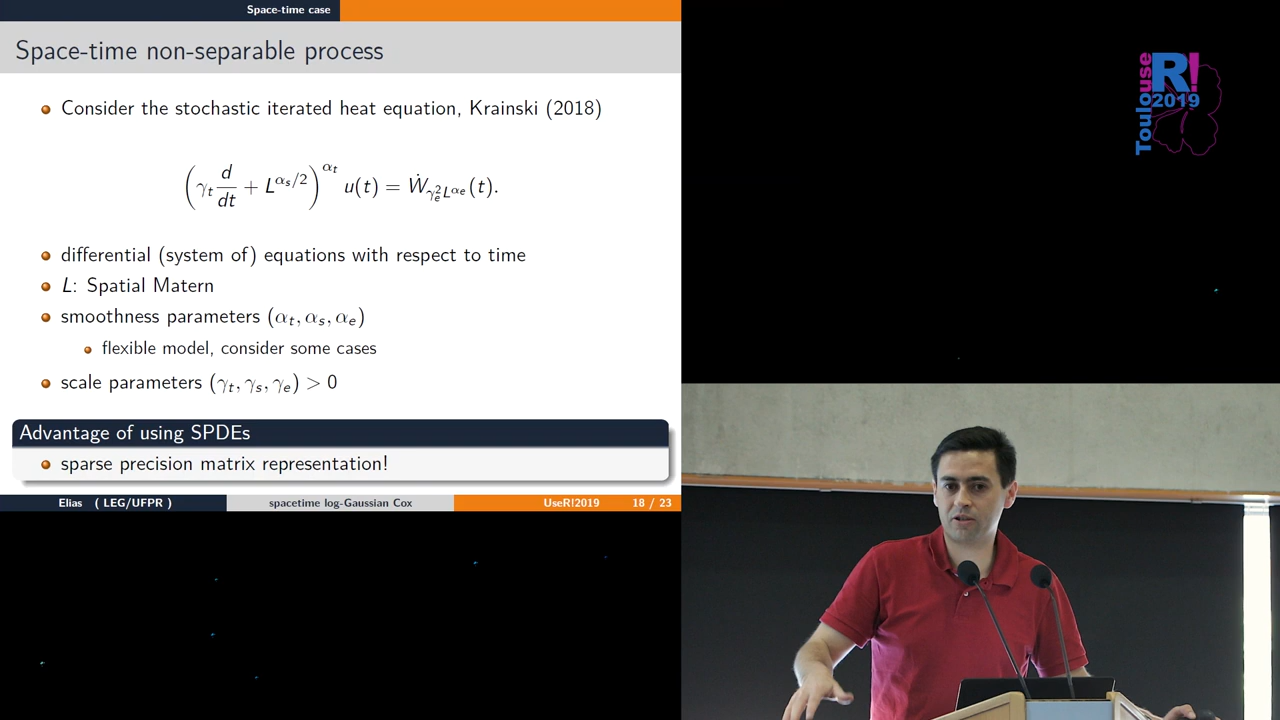 Space-time case
Space-time non-separable process
Consider the stochastic iterated heat equation, Krainski (2018)
(γ_t d/dt + L^{α_s/2})^{α_t} u(t) = Ẇ_{γ_e^2 L^{α_e}}(t).
differential (system of) equations with respect to time
L: Spatial Matern
smoothness parameters (α_t, α_s, α_e)
flexible model, consider some cases
scale parameters (γ_t, γ_s, γ_e) > 0
Advantage of using SPDEs
sparse precision matrix representation!
Elias ( LEG/UFPR ) spacetime log-Gaussian Cox UseR!2019 18 / 23
Toulouse
R!
2019